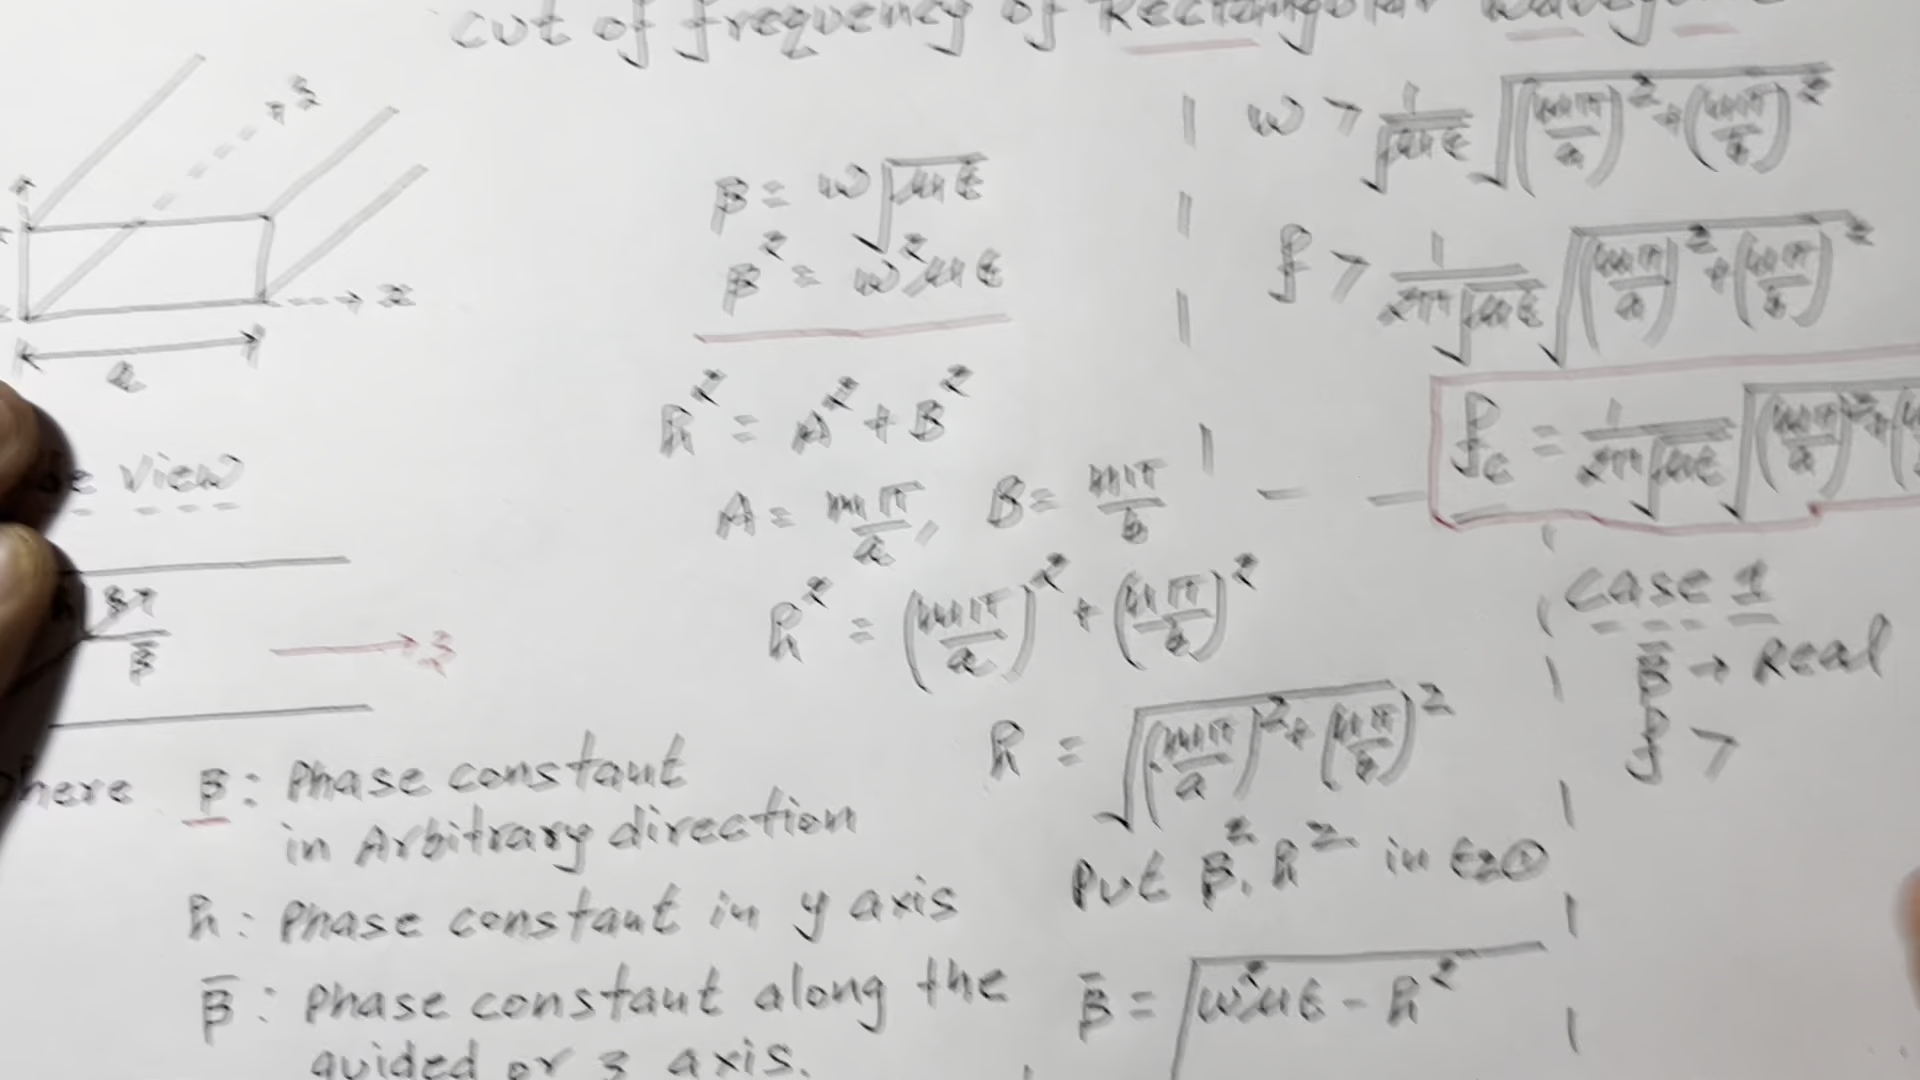 cut of frequency of Rectangular
z
x
a
view
β̄
z
β = ω√με
β² = ω²με
h² = A² + B²
A = mπ/a, B = nπ/b
h² = (mπ/a)² + (nπ/b)²
h = √(mπ/a)² + (nπ/b)²
Put β², h² in Eq①
β̄ = √ω²με - h²
here β : Phase constant
in Arbitrary direction
h : Phase constant in y axis
β̄ : phase constant along the
guided or z axis.
ω > 1/√με √(mπ/a)² + (nπ/b)²
f > 1/2π√με √(mπ/a)² + (nπ/b)²
fc = 1/2π√με √(mπ/a)² + (
case 1
β̄ → Real
f >